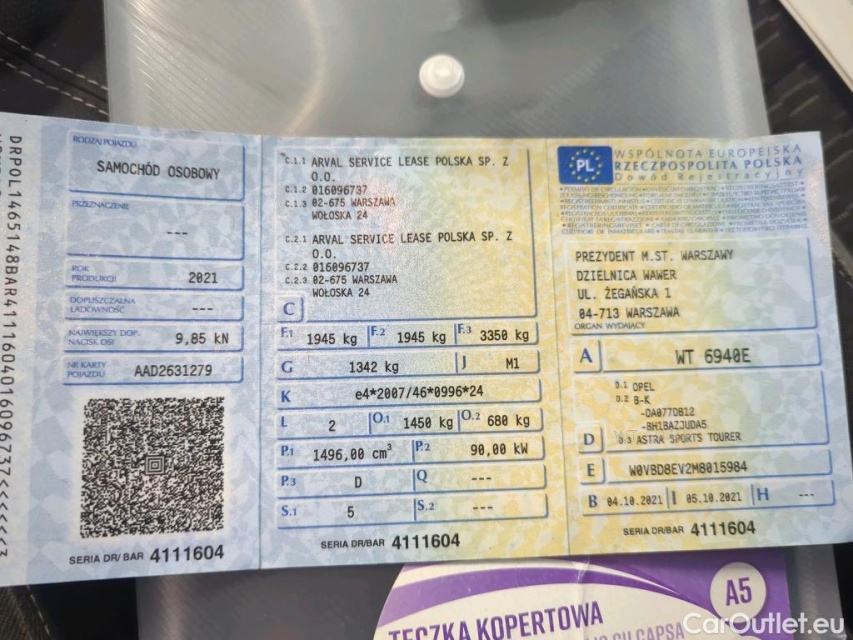 DRPOL1465148BAR4111604016096737<<<<<<<3
RODZAJ POJAZDU
SAMOCHÓD OSOBOWY
PRZEZNACZENIE
---
ROK PRODUKCJI 2021
DOPUSZCZALNA ŁADOWNOŚĆ ---
NAJWIĘKSZY DOP. NACISK OSI 9,85 kN
NR KARTY POJAZDU AAD2631279
SERIA DR/BAR 4111604
C.1.1 ARVAL SERVICE LEASE POLSKA SP. Z
O.O.
C.1.2 016096737
C.1.3 02-675 WARSZAWA
WOŁOSKA 24
C.2.1 ARVAL SERVICE LEASE POLSKA SP. Z
O.O.
C.2.2 016096737
C.2.3 02-675 WARSZAWA
WOŁOSKA 24
C
F.1 1945 kg F.2 1945 kg F.3 3350 kg
G 1342 kg J M1
K e4*2007/46*0996*24
L 2 O.1 1450 kg O.2 680 kg
P.1 1496,00 cm³ P.2 90,00 kW
P.3 D Q ---
S.1 5 S.2 ---
SERIA DR/BAR 4111604
PL
WSPÓLNOTA EUROPEJSKA
RZECZPOSPOLITA POLSKA
Dowód Rejestracyjny
PREZYDENT M.ST. WARSZAWY
DZIELNICA WAWER
UL. ŻEGAŃSKA 1
04-713 WARSZAWA
ORGAN WYDAJĄCY
A WT 6940E
D.1 OPEL
D.2 B-K
-DA077DB12
-BH1BAZJUDA5
D D.3 ASTRA SPORTS TOURER
E W0VBD8EV2M8015984
B 04.10.2021 I 05.10.2021 H ---
SERIA DR/BAR 4111604
A5
TECZKA KOPERTOWA
CarOutlet.eu